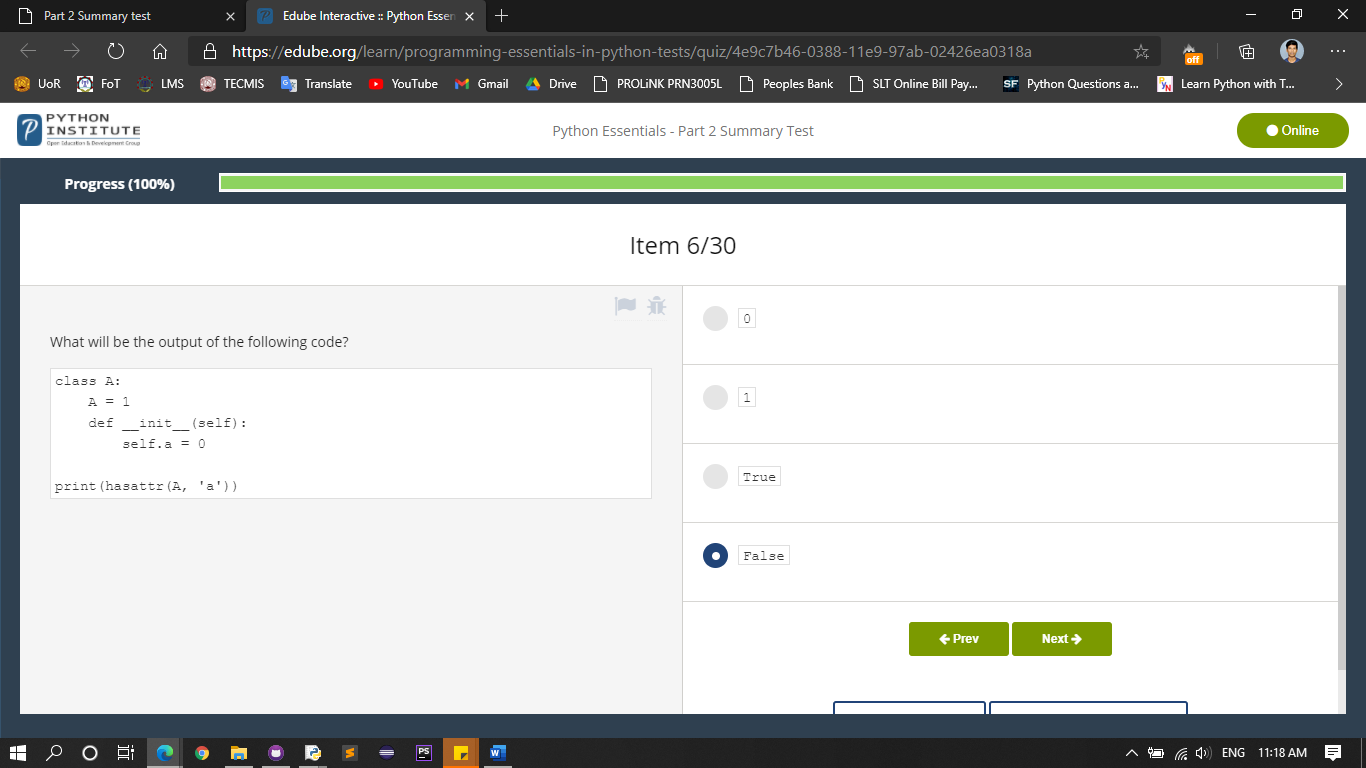 Part 2 Summary test
Edube Interactive :: Python Essen
https://edube.org/learn/programming-essentials-in-python-tests/quiz/4e9c7b46-0388-11e9-97ab-02426ea0318a
off
UoR FoT LMS TECMIS Translate YouTube Gmail Drive PROLiNK PRN3005L Peoples Bank SLT Online Bill Pay... SF Python Questions a... Learn Python with T...
PYTHON
INSTITUTE
Open Education & Development Group
Python Essentials - Part 2 Summary Test
Online
Progress (100%)
Item 6/30
What will be the output of the following code?
class A:
    A = 1
    def __init__(self):
        self.a = 0
print(hasattr(A, 'a'))
0
1
True
False
Prev
Next
PS
W
ENG 11:18 AM